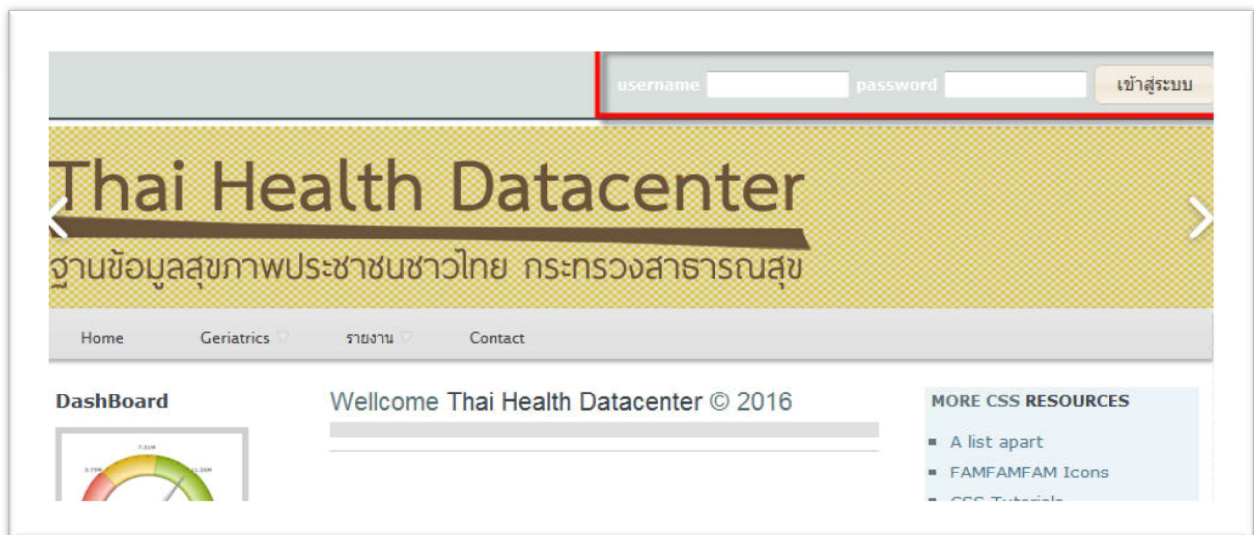 username password เข้าสู่ระบบ
Thai Health Datacenter
ฐานข้อมูลสุขภาพประชาชนชาวไทย กระทรวงสาธารณสุข
Home Geriatrics รายงาน Contact
DashBoard
Wellcome Thai Health Datacenter © 2016
MORE CSS RESOURCES
A list apart
FAMFAMFAM Icons
CSS Tutorials